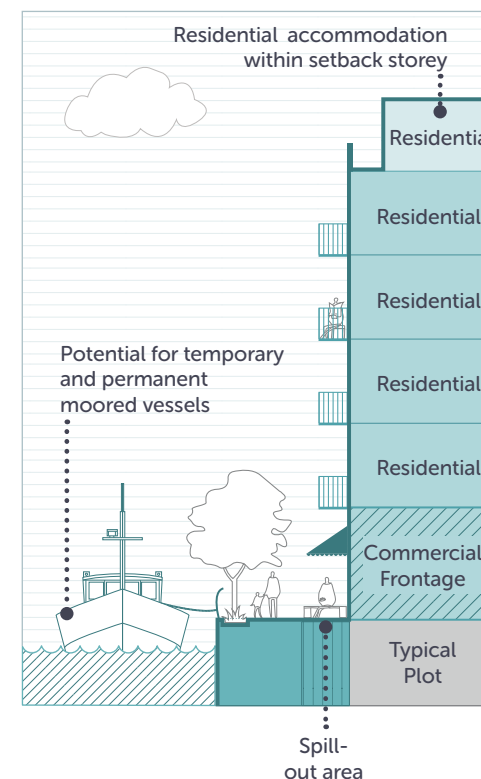 Residential accommodation
within setback storey
Residentia
Residential
Residential
Potential for temporary
and permanent
moored vessels
Residential
Residential
Commercial
Frontage
Typical
Plot
Spill-
out area